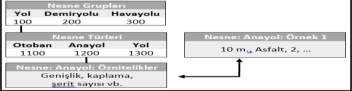 Nesne Grupları
Yol Demiryolu Havayolu
100 200 300
Nesne Türleri
Otoban Anayol Yol
1100 1200 1300
Nesne: Anayol: Öznitelikler
Genişlik, kaplama,
şerit sayısı vb.
Nesne: Anayol: Örnek 1
10 m., Asfalt, 2, ...